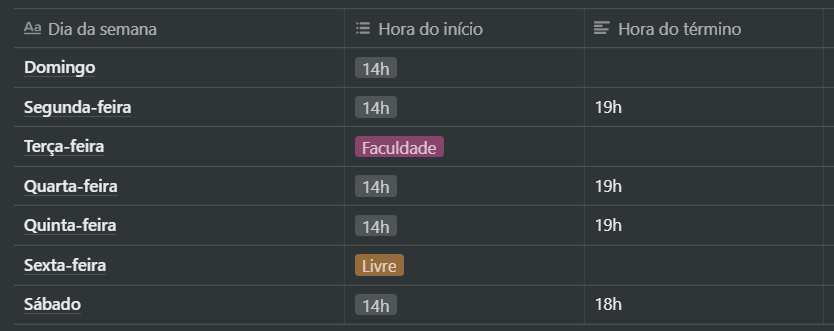 Aa Dia da semana Hora do início Hora do término
Domingo 14h
Segunda-feira 14h 19h
Terça-feira Faculdade
Quarta-feira 14h 19h
Quinta-feira 14h 19h
Sexta-feira Livre
Sábado 14h 18h